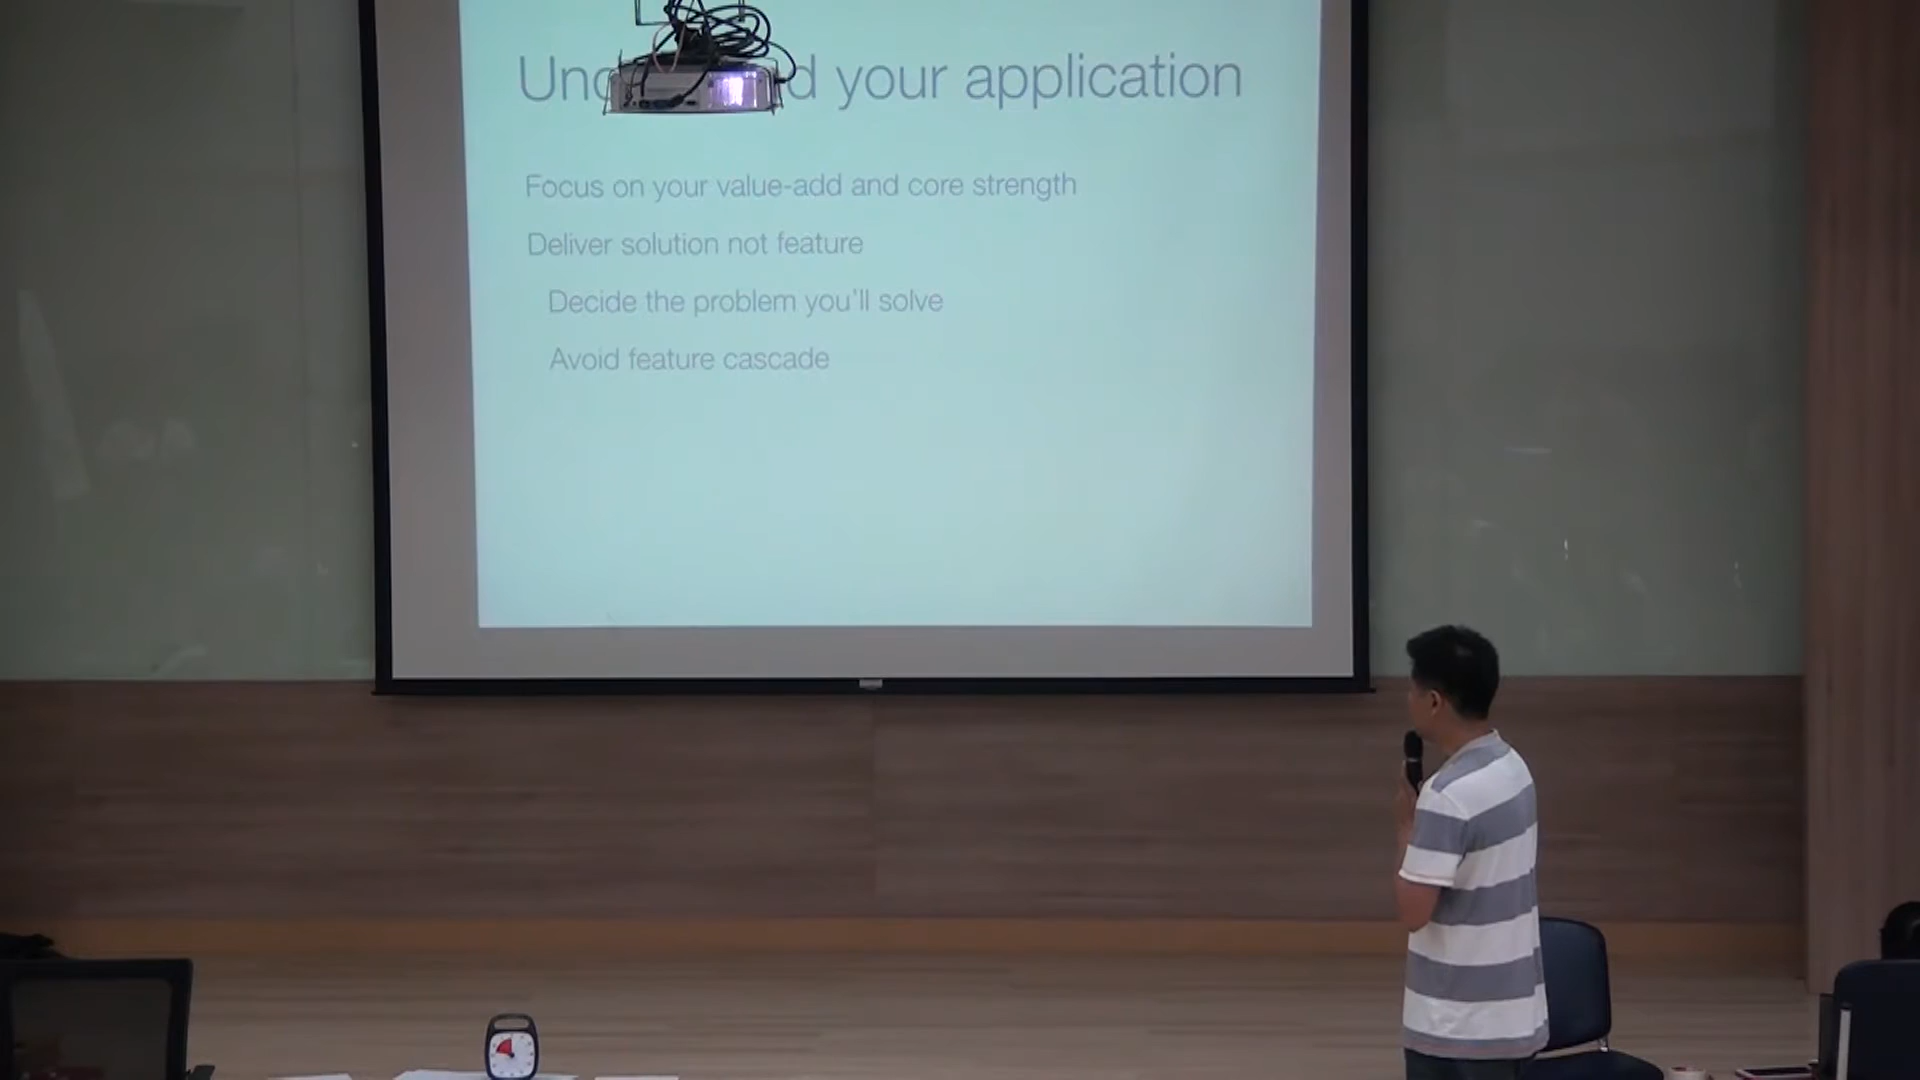 your application
Focus on your value-add and core strength
Deliver solution not feature
Decide the problem you'll solve
Avoid feature cascade